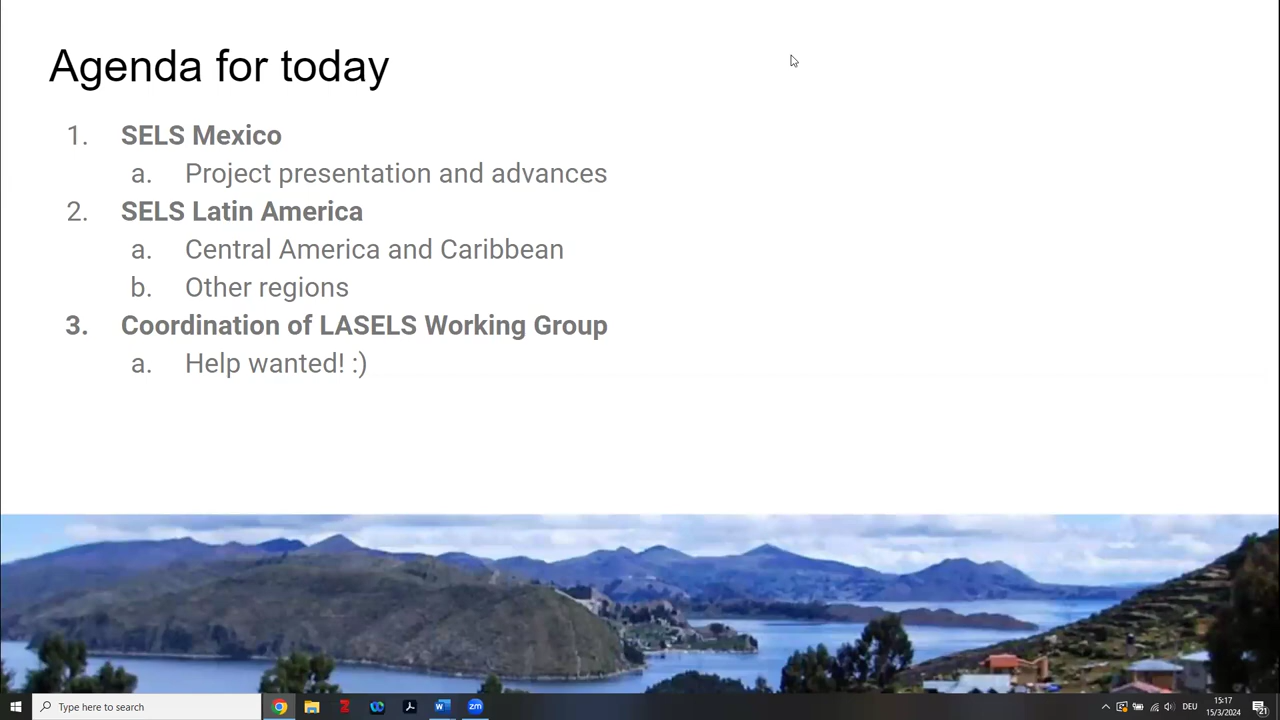 Agenda for today
1. SELS Mexico
a. Project presentation and advances
2. SELS Latin America
a. Central America and Caribbean
b. Other regions
3. Coordination of LASELS Working Group
a. Help wanted! :)
Type here to search
DEU
15:17
15/3/2024
21